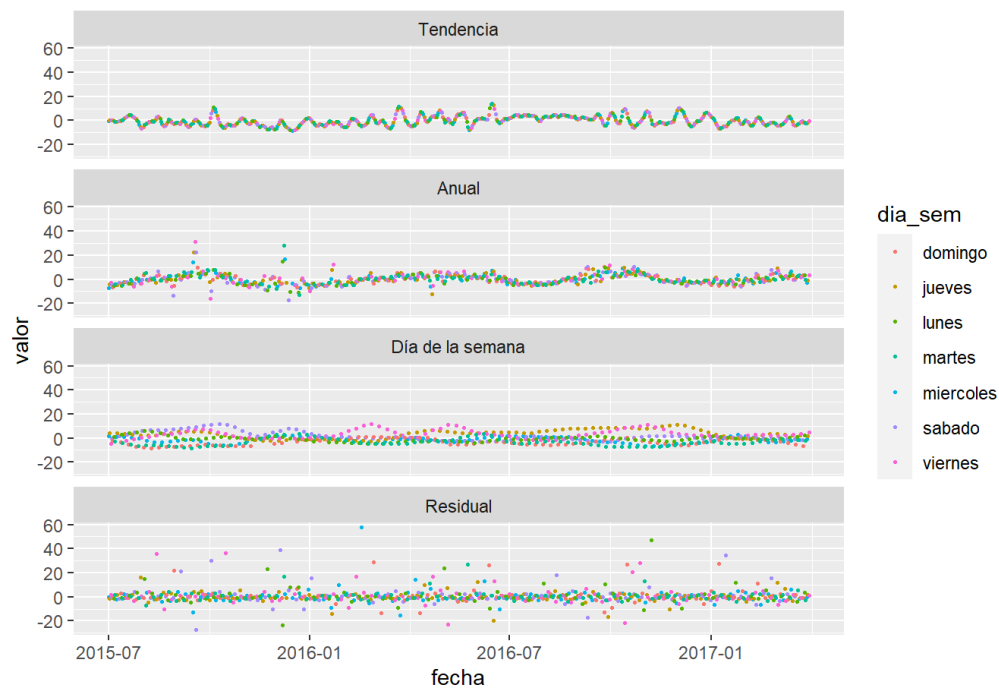 Tendencia
60
40
20
0
-20
Anual
60
40
20
0
-20
Día de la semana
60
40
20
0
-20
Residual
60
40
20
0
-20
valor
2015-07 2016-01 2016-07 2017-01
fecha
dia_sem
domingo
jueves
lunes
martes
miercoles
sabado
viernes